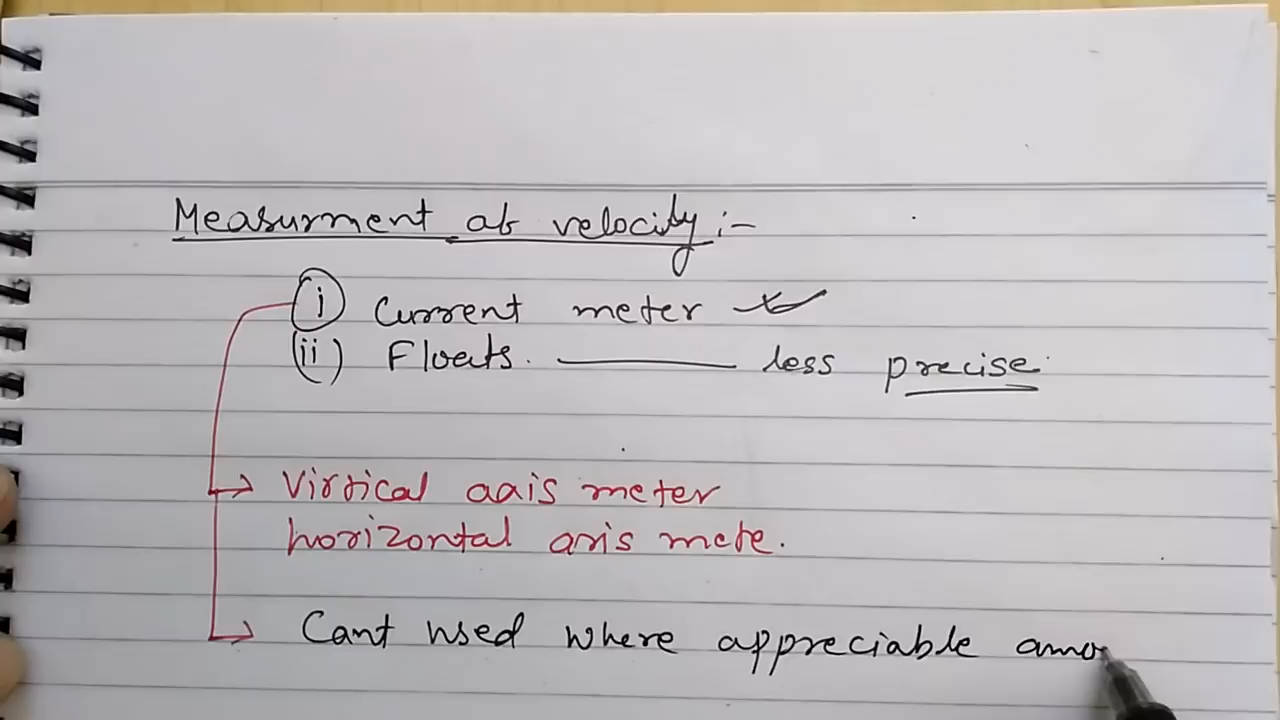 Measurment of velocity :-
(i) Current meter
(ii) Floats. —— less precise.
Virtical axis meter
horizontal axis mete.
Cant used where appreciable amo